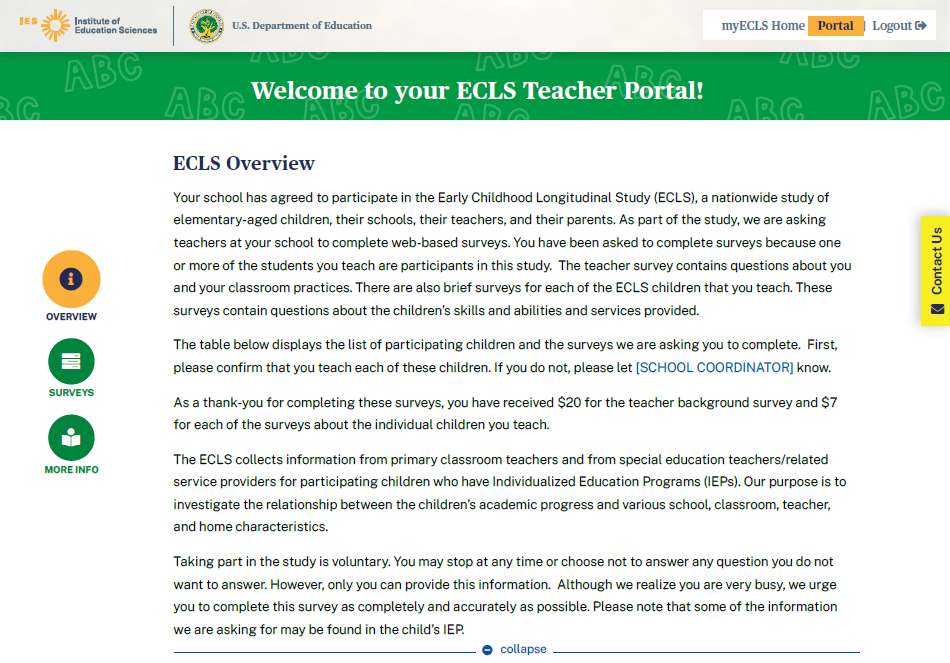 IES Institute of
Education Sciences
U.S. Department of Education
myECLS Home Portal | Logout
ABC ABC ABC ABC ABC ABC ABC ABC ABC ABC
Welcome to your ECLS Teacher Portal!
ECLS Overview
Your school has agreed to participate in the Early Childhood Longitudinal Study (ECLS), a nationwide study of
elementary-aged children, their schools, their teachers, and their parents. As part of the study, we are asking
teachers at your school to complete web-based surveys. You have been asked to complete surveys because one
or more of the students you teach are participants in this study.  The teacher survey contains questions about you
and your classroom practices. There are also brief surveys for each of the ECLS children that you teach. These
surveys contain questions about the children's skills and abilities and services provided.
The table below displays the list of participating children and the surveys we are asking you to complete.  First,
please confirm that you teach each of these children. If you do not, please let [SCHOOL COORDINATOR] know.
As a thank-you for completing these surveys, you have received $20 for the teacher background survey and $7
for each of the surveys about the individual children you teach.
The ECLS collects information from primary classroom teachers and from special education teachers/related
service providers for participating children who have Individualized Education Programs (IEPs). Our purpose is to
investigate the relationship between the children's academic progress and various school, classroom, teacher,
and home characteristics.
Taking part in the study is voluntary. You may stop at any time or choose not to answer any question you do not
want to answer. However, only you can provide this information.  Although we realize you are very busy, we urge
you to complete this survey as completely and accurately as possible. Please note that some of the information
we are asking for may be found in the child's IEP.
collapse
OVERVIEW
SURVEYS
MORE INFO
Contact Us